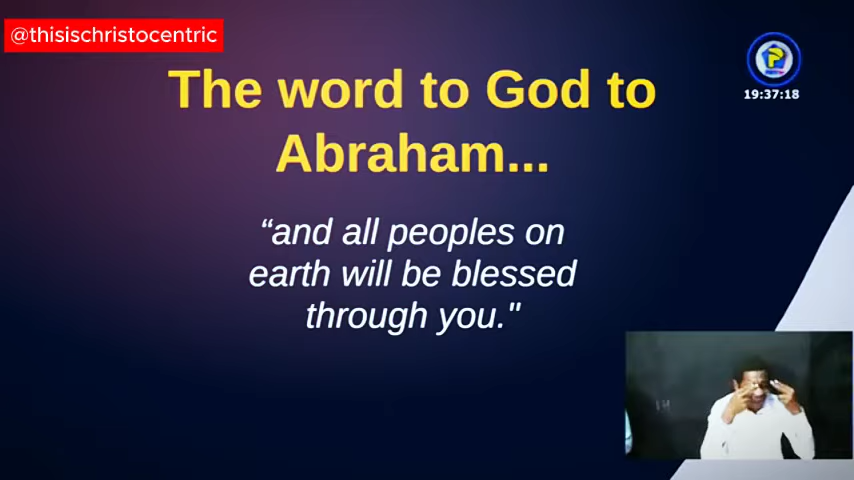 @thisischristocentric
The word to God to
Abraham...
19:37:18
“and all peoples on
earth will be blessed
through you."